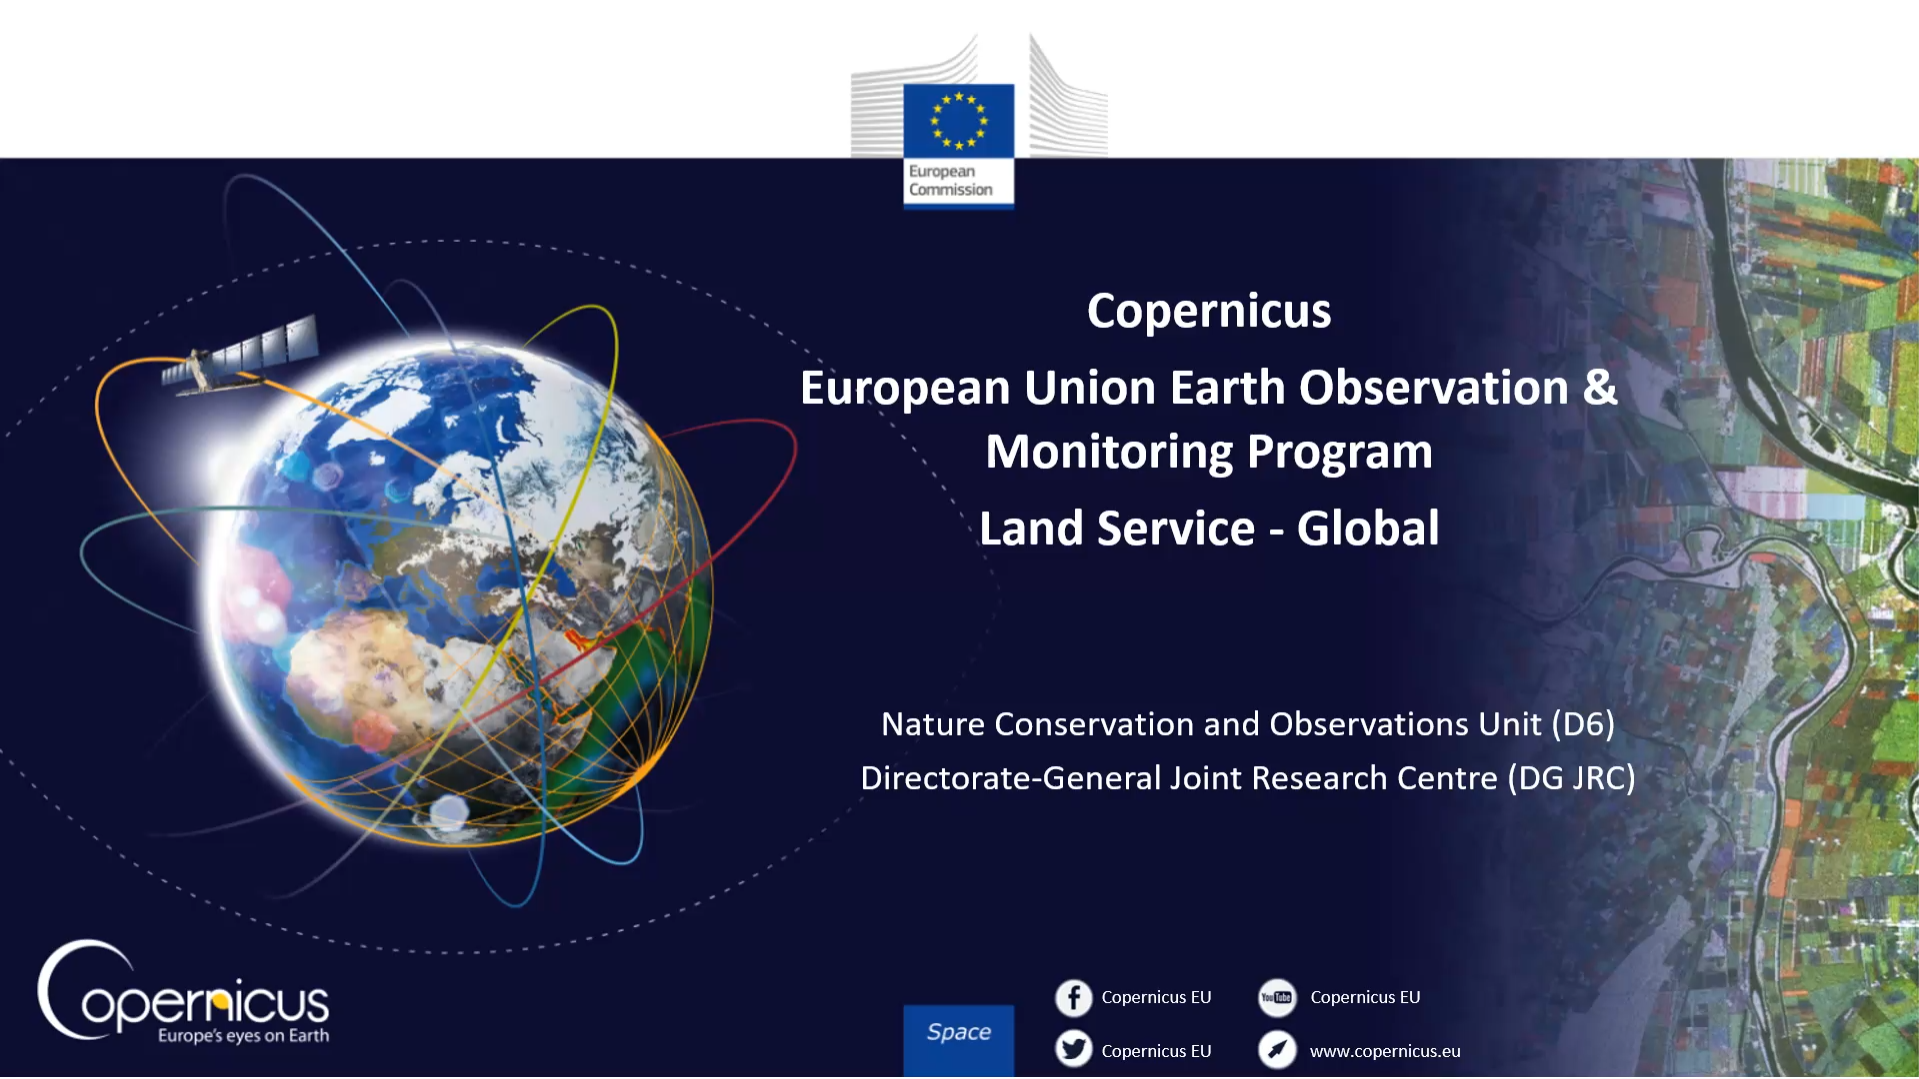 European
Commission
Copernicus
European Union Earth Observation &
Monitoring Program
Land Service - Global
Nature Conservation and Observations Unit (D6)
Directorate-General Joint Research Centre (DG JRC)
Copernicus
Europe's eyes on Earth
Space
Copernicus EU
YouTube
Copernicus EU
Copernicus EU
www.copernicus.eu